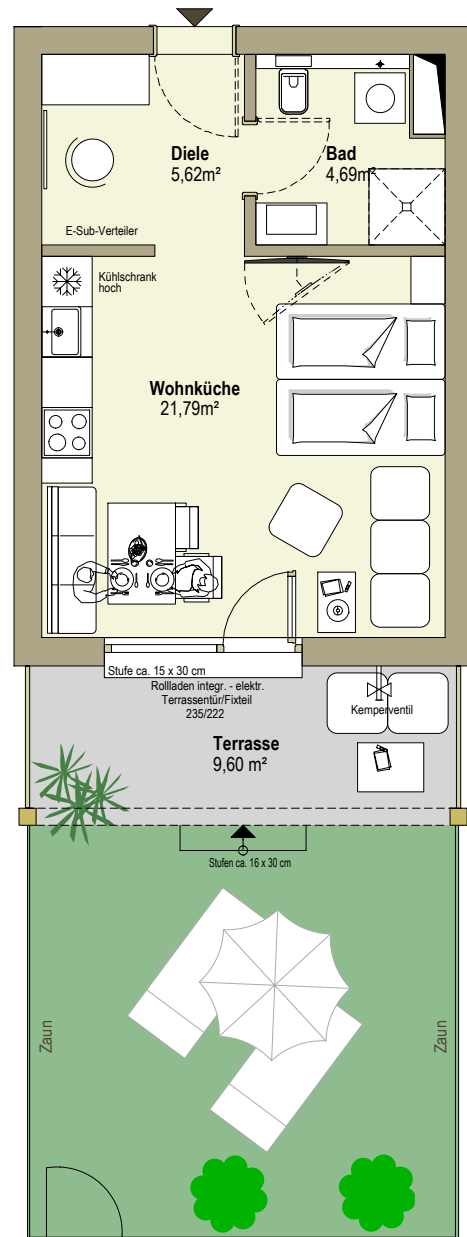 Diele
5,62m²
Bad
4,69m²
E-Sub-Verteiler
Kühlschrank
hoch
Wohnküche
21,79m²
Stufe ca. 15 x 30 cm
Rollladen integr. - elektr.
Terrassentür/Fixteil
235/222
Kemperventil
Terrasse
9,60 m²
Stufen ca. 16 x 30 cm
Zaun
Zaun